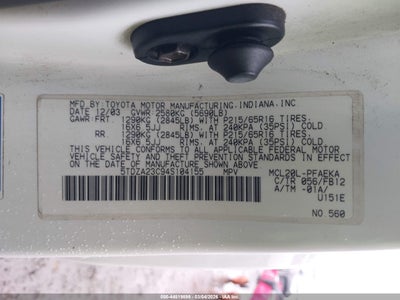 MFD. BY: TOYOTA MOTOR MANUFACTURING, INDIANA, INC
DATE 12/03 GVWR 2580KG (5690LB)
GAWR FRT 1290KG (2845LB) WITH P215/65R16 TIRES,
16X6.5JJ RIMS, AT 240KPA (35PSI) COLD
RR 1290KG (2845LB) WITH P215/65R16 TIRES,
16X6.5JJ RIMS, AT 240KPA (35PSI) COLD
THIS VEHICLE CONFORMS TO ALL APPLICABLE
FEDERAL MOTOR VEHICLE SAFETY AND
THEFT PREVENTION STANDARDS IN EFFECT ON
THE DATE OF MANUFACTURE SHOWN ABOVE.
5TDZA23C94S104155 MPV
MCL20L-PFAEKA
C/TR 056/FB12
A/TM -01A/
U151E
NO 560